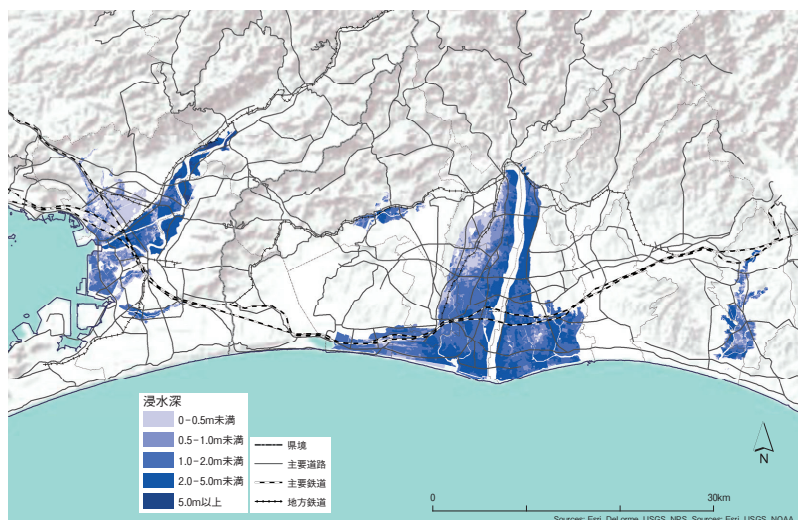 浸水深
0-0.5m未満
0.5-1.0m未満
1.0-2.0m未満
2.0-5.0m未満
5.0m以上
県境
主要道路
主要鉄道
地方鉄道
N
0 30km
Sources: Esri, DeLorme, USGS, NPS, Sources: Esri, USGS, NOAA